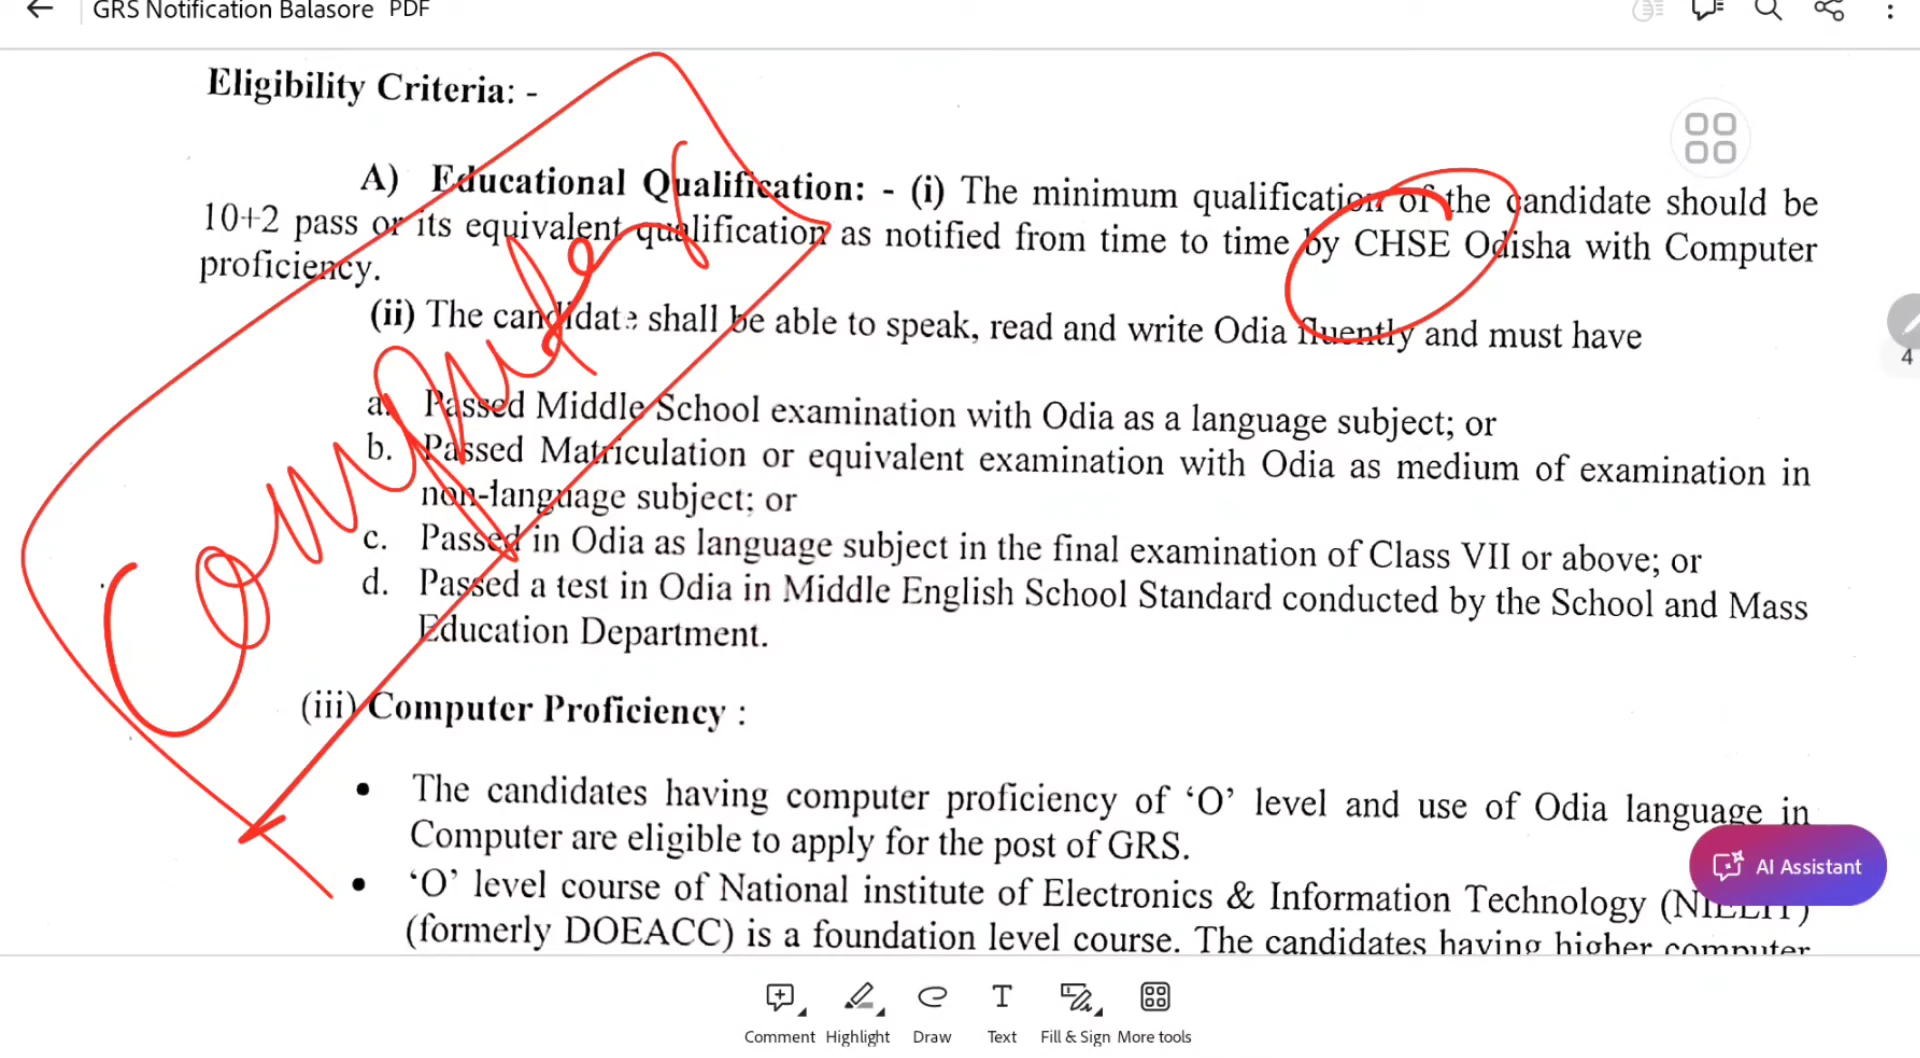 GRS Notification Balasore PDF
Eligibility Criteria: -
A) Educational Qualification: - (i) The minimum qualification of the candidate should be
10+2 pass or its equivalent qualification as notified from time to time by CHSE Odisha with Computer
proficiency.
(ii) The candidate shall be able to speak, read and write Odia fluently and must have
a. Passed Middle School examination with Odia as a language subject; or
b. Passed Matriculation or equivalent examination with Odia as medium of examination in
non-language subject; or
c. Passed in Odia as language subject in the final examination of Class VII or above; or
d. Passed a test in Odia in Middle English School Standard conducted by the School and Mass
Education Department.
Computer
4
(iii) Computer Proficiency :
• The candidates having computer proficiency of ‘O’ level and use of Odia language in
Computer are eligible to apply for the post of GRS.
AI Assistant
• ‘O’ level course of National institute of Electronics & Information Technology (NIELIT)
(formerly DOEACC) is a foundation level course. The candidates having higher computer
Comment Highlight Draw Text Fill & Sign More tools